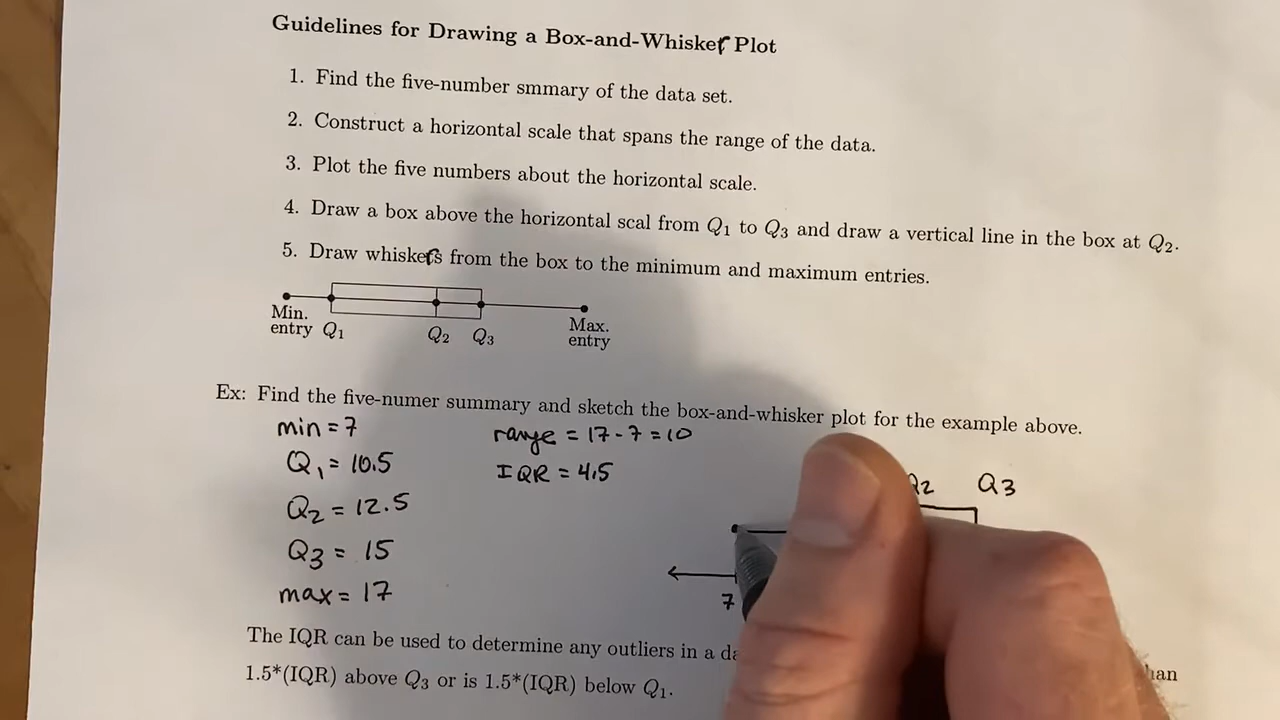 Guidelines for Drawing a Box-and-Whisker Plot
1. Find the five-number smmary of the data set.
2. Construct a horizontal scale that spans the range of the data.
3. Plot the five numbers about the horizontal scale.
4. Draw a box above the horizontal scal from Q1 to Q3 and draw a vertical line in the box at Q2.
5. Draw whiskers from the box to the minimum and maximum entries.
Min. entry Q1 Q2 Q3 Max. entry
Ex: Find the five-numer summary and sketch the box-and-whisker plot for the example above.
min = 7
range = 17 - 7 = 10
Q1 = 10.5
IQR = 4.5
Q2 = 12.5
Q3 = 15
max = 17
Q2 Q3
7
The IQR can be used to determine any outliers in a
1.5*(IQR) above Q3 or is 1.5*(IQR) below Q1.